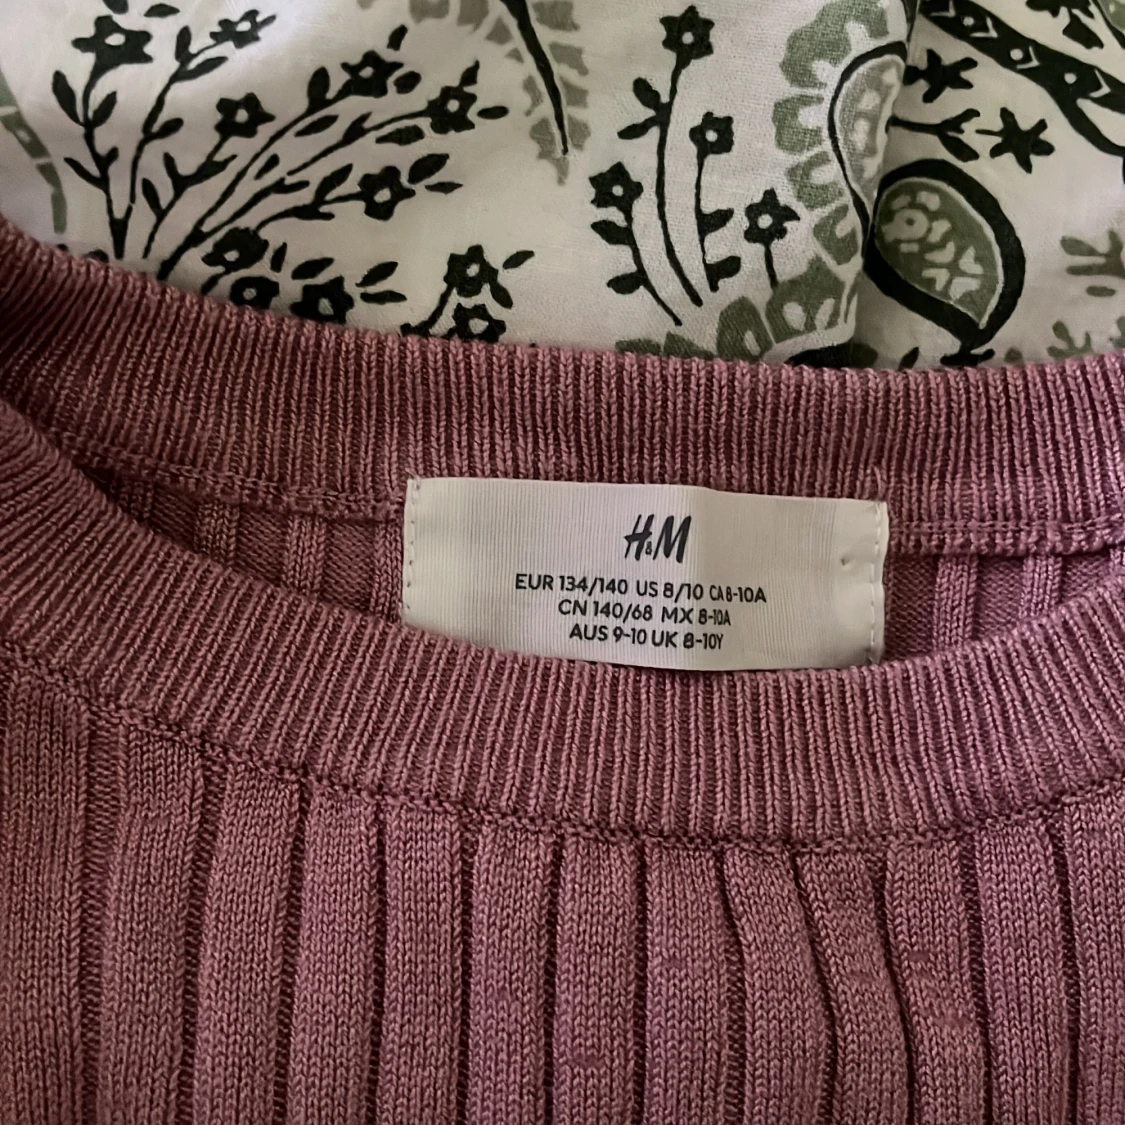 H&M
EUR 134/140 US 8/10 CA 8-10A
CN 140/68 MX 8-10A
AUS 9-10 UK 8-10Y